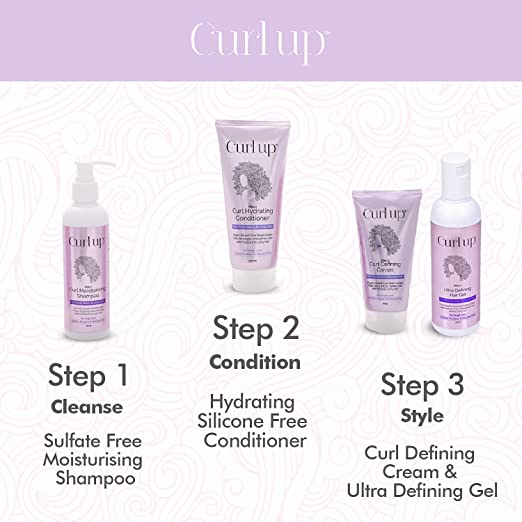 Curl up™
Curl up
Curl Moisturising
Shampoo
Step 1
Cleanse
Sulfate Free
Moisturising
Shampoo
Curl up
Curl Hydrating
Conditioner
Step 2
Condition
Hydrating
Silicone Free
Conditioner
Curl up
Curl Defining
Cream
Curl up
Ultra Defining
Hair Gel
Step 3
Style
Curl Defining
Cream &
Ultra Defining Gel